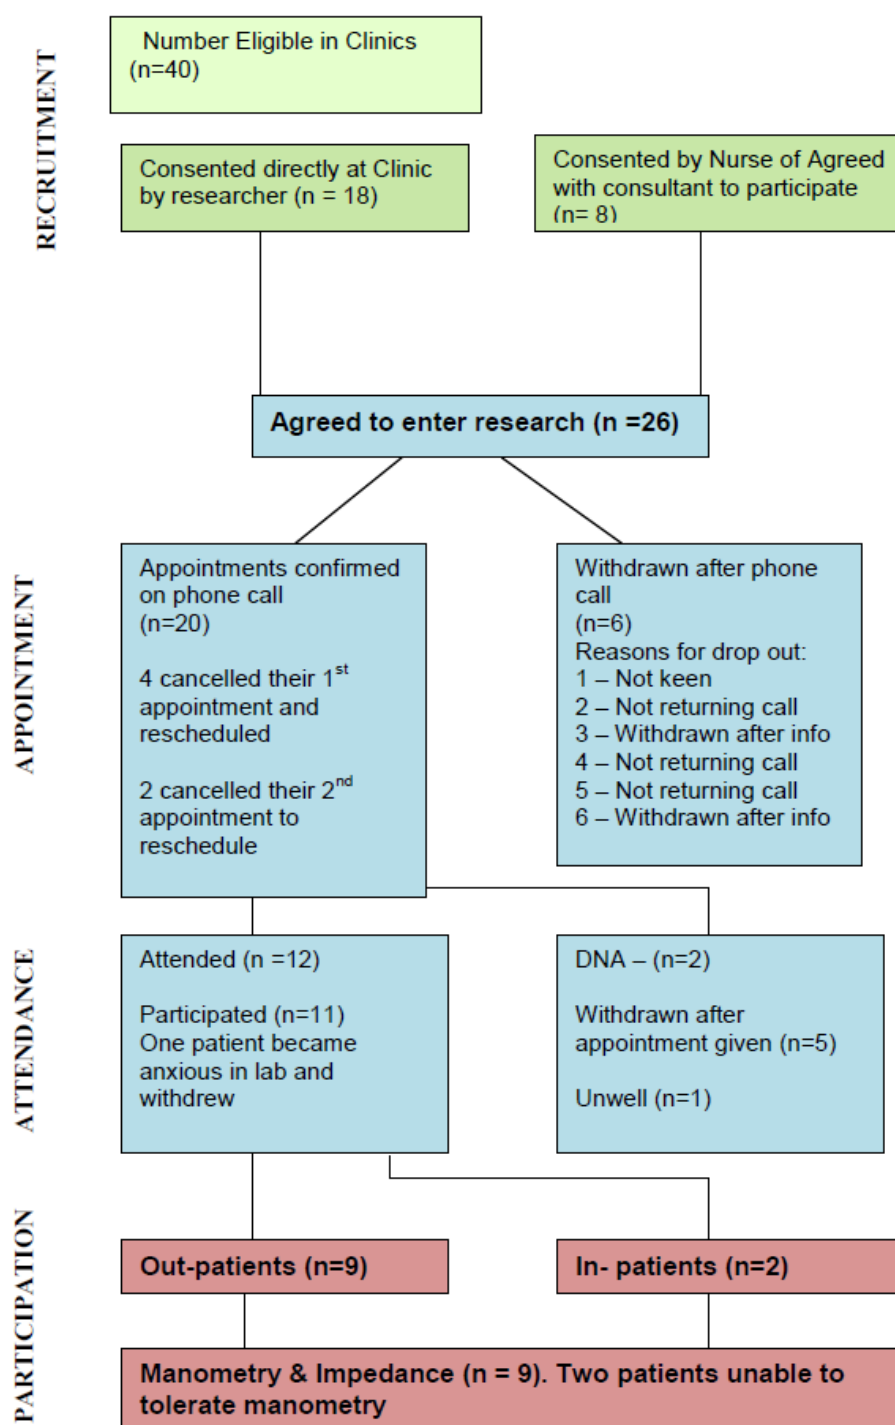 RECRUITMENT
Number Eligible in Clinics
(n=40)
Consented directly at Clinic
by researcher (n = 18)
Consented by Nurse of Agreed
with consultant to participate
(n= 8)
Agreed to enter research (n =26)
APPOINTMENT
Appointments confirmed
on phone call
(n=20)
4 cancelled their 1st
appointment and
rescheduled
2 cancelled their 2nd
appointment to
reschedule
Withdrawn after phone
call
(n=6)
Reasons for drop out:
1 – Not keen
2 – Not returning call
3 – Withdrawn after info
4 – Not returning call
5 – Not returning call
6 – Withdrawn after info
ATTENDANCE
Attended (n =12)
Participated (n=11)
One patient became
anxious in lab and
withdrew
DNA – (n=2)
Withdrawn after
appointment given (n=5)
Unwell (n=1)
PARTICIPATION
Out-patients (n=9)
In- patients (n=2)
Manometry & Impedance (n = 9). Two patients unable to
tolerate manometry